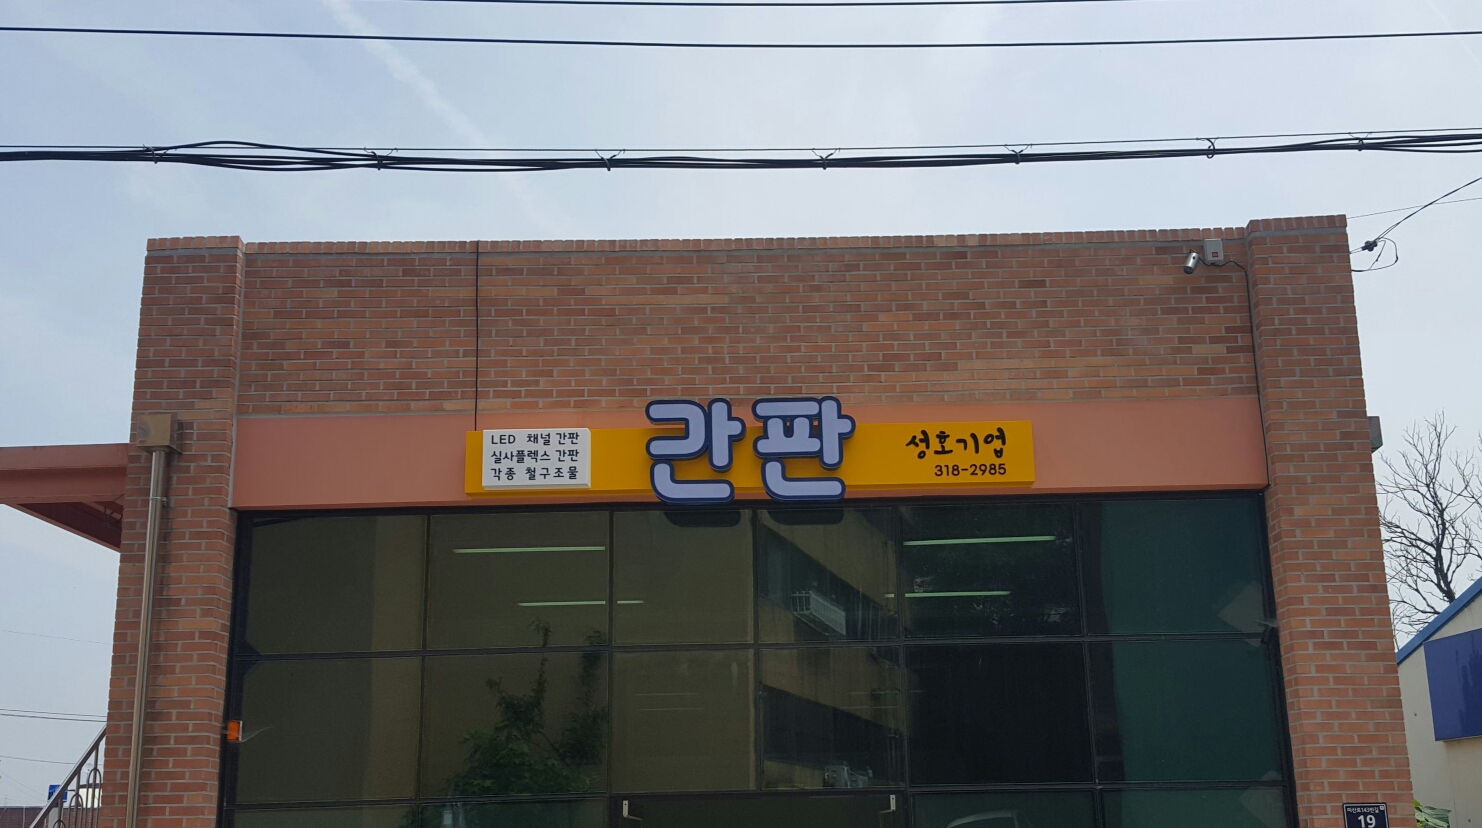 LED 채널 간판
실사플렉스 간판
각종 철구조물
간판
성호기업
318-2985
19